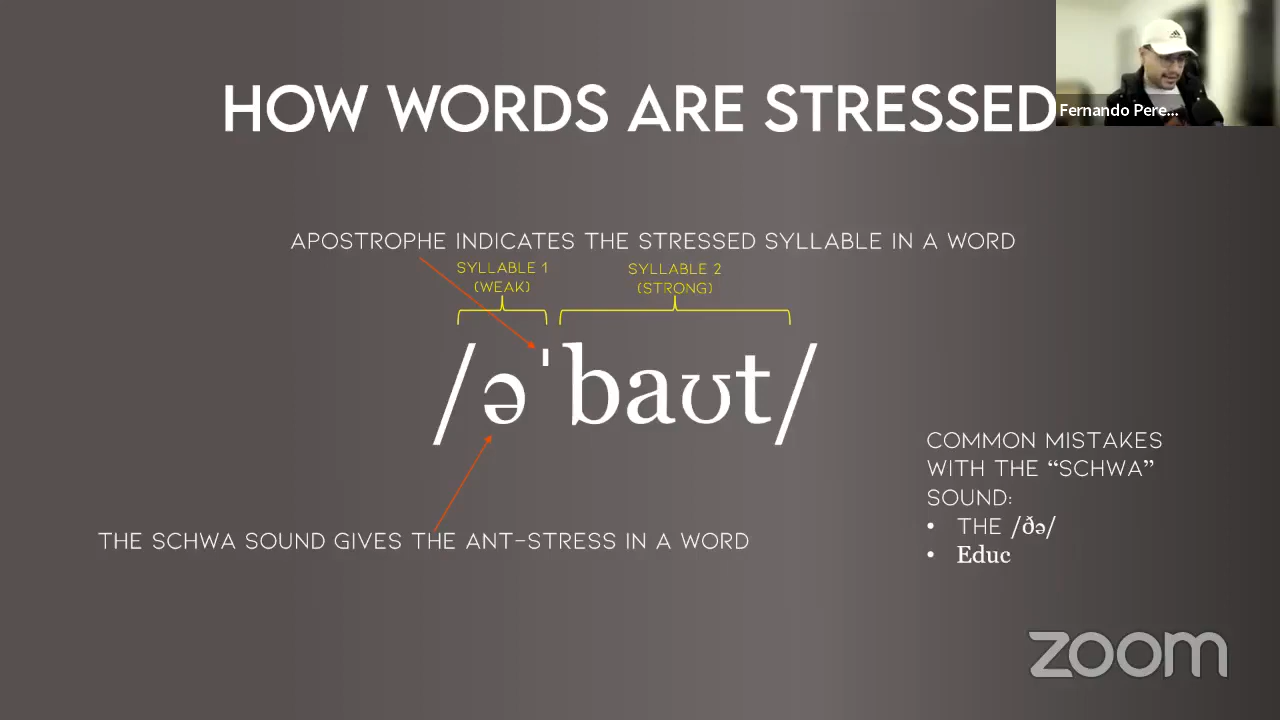 HOW WORDS ARE STRESSED
Fernando Pere...
APOSTROPHE INDICATES THE STRESSED SYLLABLE IN A WORD
SYLLABLE 1
(WEAK)
SYLLABLE 2
(STRONG)
/əˈbaʊt/
COMMON MISTAKES
WITH THE “SCHWA”
SOUND:
• THE /ðə/
• Educ
THE SCHWA SOUND GIVES THE ANT-STRESS IN A WORD
zoom